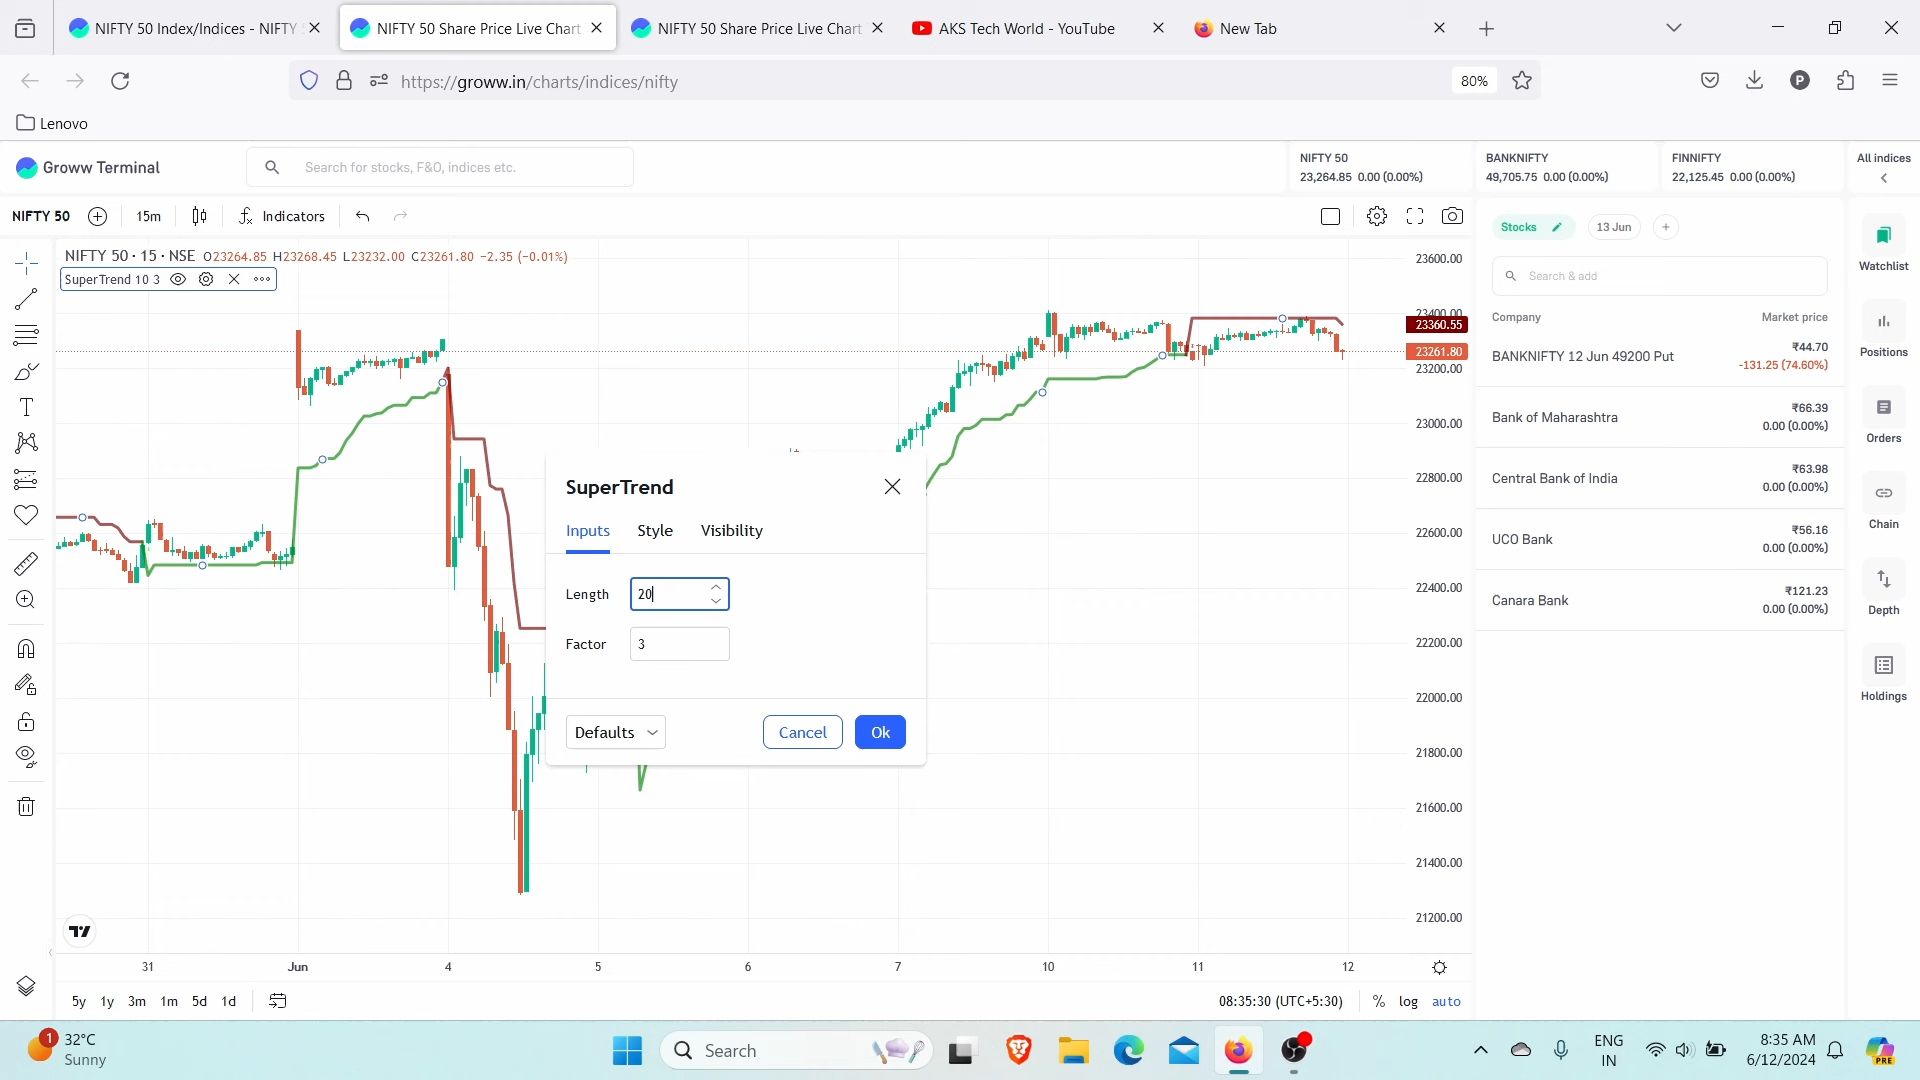 NIFTY 50 Index/Indices - NIFTY
NIFTY 50 Share Price Live Chart
NIFTY 50 Share Price Live Chart
AKS Tech World - YouTube
New Tab
https://groww.in/charts/indices/nifty
80%
P
Lenovo
Groww Terminal
Search for stocks, F&O, indices etc.
NIFTY 50
23,264.85 0.00 (0.00%)
BANKNIFTY
49,705.75 0.00 (0.00%)
FINNIFTY
22,125.45 0.00 (0.00%)
All indices
NIFTY 50
15m
Indicators
NIFTY 50 · 15 · NSE O23264.85 H23268.45 L23232.00 C23261.80 −2.35 (−0.01%)
SuperTrend 10 3
23600.00
23400.00
23360.55
23261.80
23200.00
23000.00
22800.00
22600.00
22400.00
22200.00
22000.00
21800.00
21600.00
21400.00
21200.00
SuperTrend
Inputs
Style
Visibility
Length
20
Factor
3
Defaults
Cancel
Ok
31
Jun
4
5
6
7
10
11
12
5y
1y
3m
1m
5d
1d
08:35:30 (UTC+5:30)
%
log
auto
Stocks
13 Jun
+
Search & add
Company
Market price
BANKNIFTY 12 Jun 49200 Put
₹44.70
-131.25 (74.60%)
Bank of Maharashtra
₹66.39
0.00 (0.00%)
Central Bank of India
₹63.98
0.00 (0.00%)
UCO Bank
₹56.16
0.00 (0.00%)
Canara Bank
₹121.23
0.00 (0.00%)
Watchlist
Positions
Orders
Chain
Depth
Holdings
1
32°C
Sunny
Search
ENG
IN
8:35 AM
6/12/2024
PRE